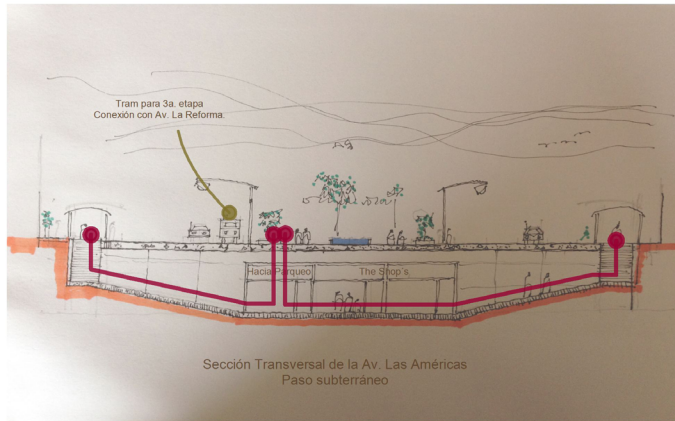 Tram para 3a. etapa
Conexión con Av. La Reforma.
Hacia Parqueo
The Shop's
Sección Transversal de la Av. Las Américas
Paso subterráneo